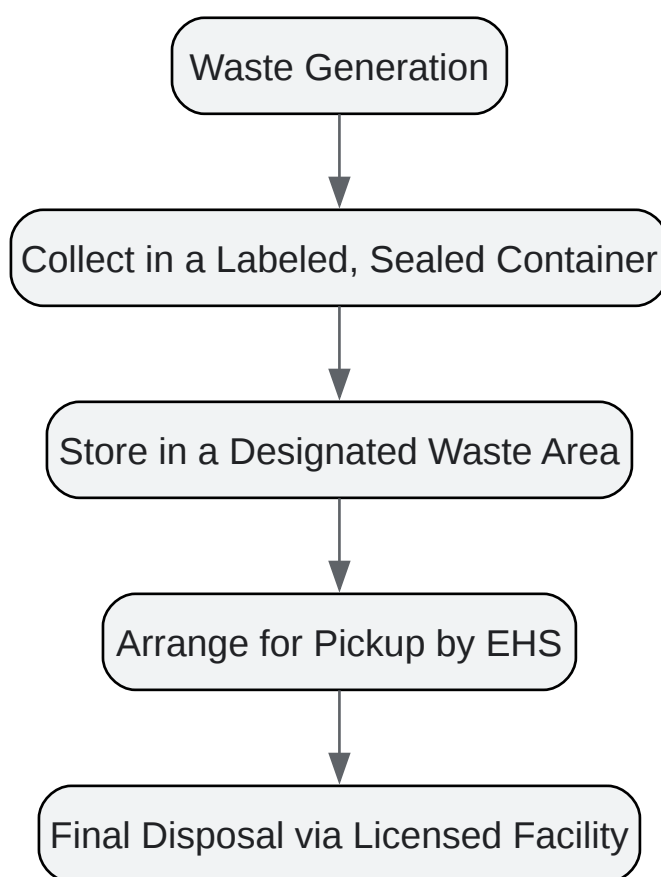 Waste Generation
Collect in a Labeled, Sealed Container
Store in a Designated Waste Area
Arrange for Pickup by EHS
Final Disposal via Licensed Facility